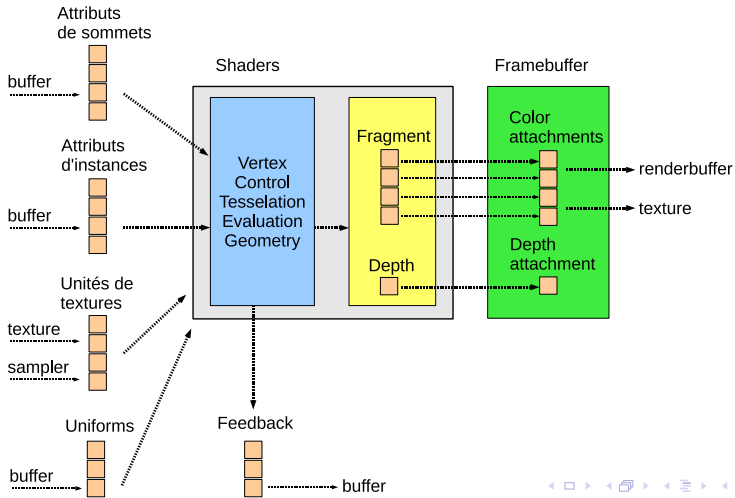 Attributs
de sommets
buffer
Attributs
d'instances
buffer
Unités de
textures
texture
sampler
Uniforms
buffer
Shaders
Vertex
Control
Tesselation
Evaluation
Geometry
Fragment
Depth
Feedback
buffer
Framebuffer
Color
attachments
renderbuffer
texture
Depth
attachment